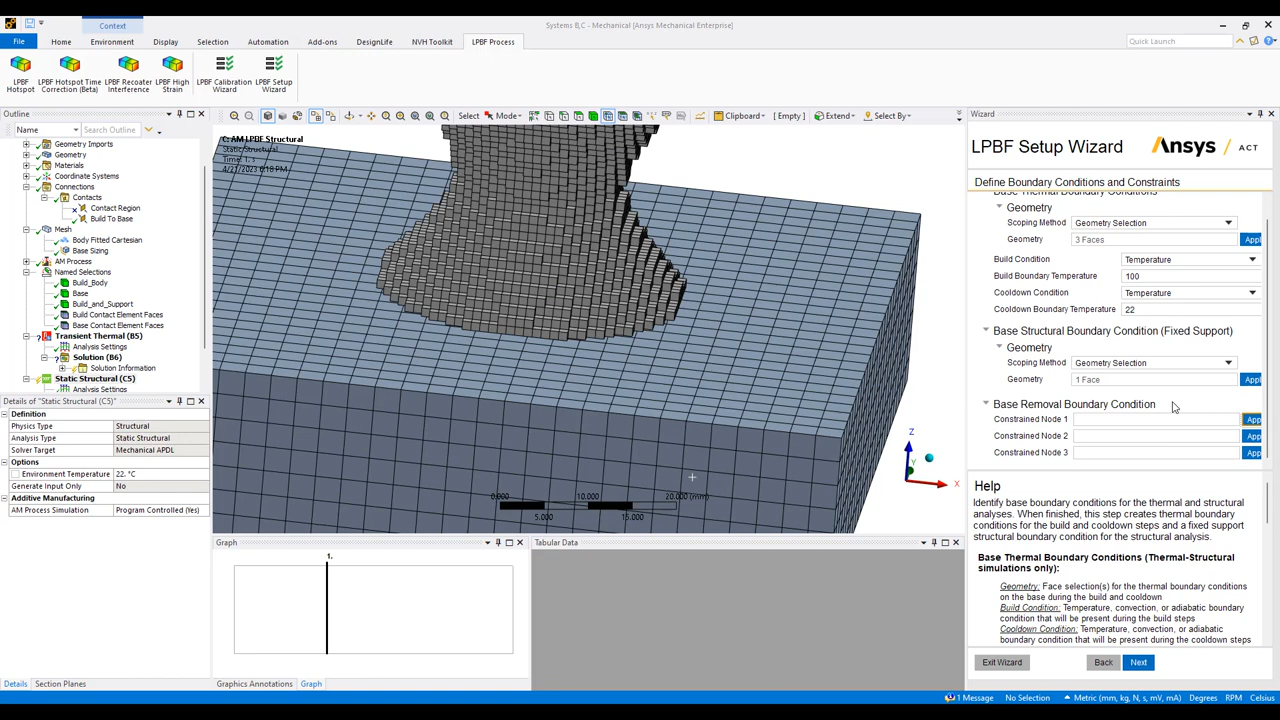 Context
Systems B,C - Mechanical [Ansys Mechanical Enterprise]
File Home Environment Display Selection Automation Add-ons DesignLife NVH Toolkit LPBF Process
Quick Launch
LPBF Hotspot
LPBF Hotspot Time Correction (Beta)
LPBF Recoater Interference
LPBF High Strain
LPBF Calibration Wizard
LPBF Setup Wizard
Outline
Name
Search Outline
Select Mode Clipboard [ Empty ] Extend Select By
Geometry Imports
Geometry
Materials
Coordinate Systems
Connections
Contacts
Contact Region
Build To Base
Mesh
Body Fitted Cartesian
Base Sizing
AM Process
Named Selections
Build_Body
Base
Build_and_Support
Build Contact Element Faces
Base Contact Element Faces
Transient Thermal (B5)
Analysis Settings
Solution (B6)
Solution Information
Static Structural (C5)
Analysis Settings
Details of "Static Structural (C5)
Definition
Physics Type Structural
Analysis Type Static Structural
Solver Target Mechanical APDL
Options
Environment Temperature 22. °C
Generate Input Only No
Additive Manufacturing
AM Process Simulation Program Controlled (Yes)
Details Section Planes
C: AM LPBF Structural
Static Structural
Time: 1. s
0.000 10.000 20.000 (mm)
5.000 15.000
Z
Y
X
Graph
1.
Graphics Annotations Graph
Tabular Data
Wizard
LPBF Setup Wizard
Ansys / ACT
Define Boundary Conditions and Constraints
Base Thermal Boundary Conditions
Geometry
Scoping Method Geometry Selection
Geometry 3 Faces Appl
Build Condition Temperature
Build Boundary Temperature 100
Cooldown Condition Temperature
Cooldown Boundary Temperature 22
Base Structural Boundary Condition (Fixed Support)
Geometry
Scoping Method Geometry Selection
Geometry 1 Face Appl
Base Removal Boundary Condition
Constrained Node 1 App
Constrained Node 2 App
Constrained Node 3 App
Help
Identify base boundary conditions for the thermal and structural
analyses. When finished, this step creates thermal boundary
conditions for the build and cooldown steps and a fixed support
structural boundary condition for the structural analysis.
Base Thermal Boundary Conditions (Thermal-Structural
simulations only):
Geometry: Face selection(s) for the thermal boundary conditions
on the base during the build and cooldown
Build Condition: Temperature, convection, or adiabatic boundary
condition that will be present during the build steps
Cooldown Condition: Temperature, convection, or adiabatic
boundary condition that will be present during the cooldown steps
Exit Wizard Back Next
1 Message No Selection Metric (mm, kg, N, s, mV, mA) Degrees RPM Celsius